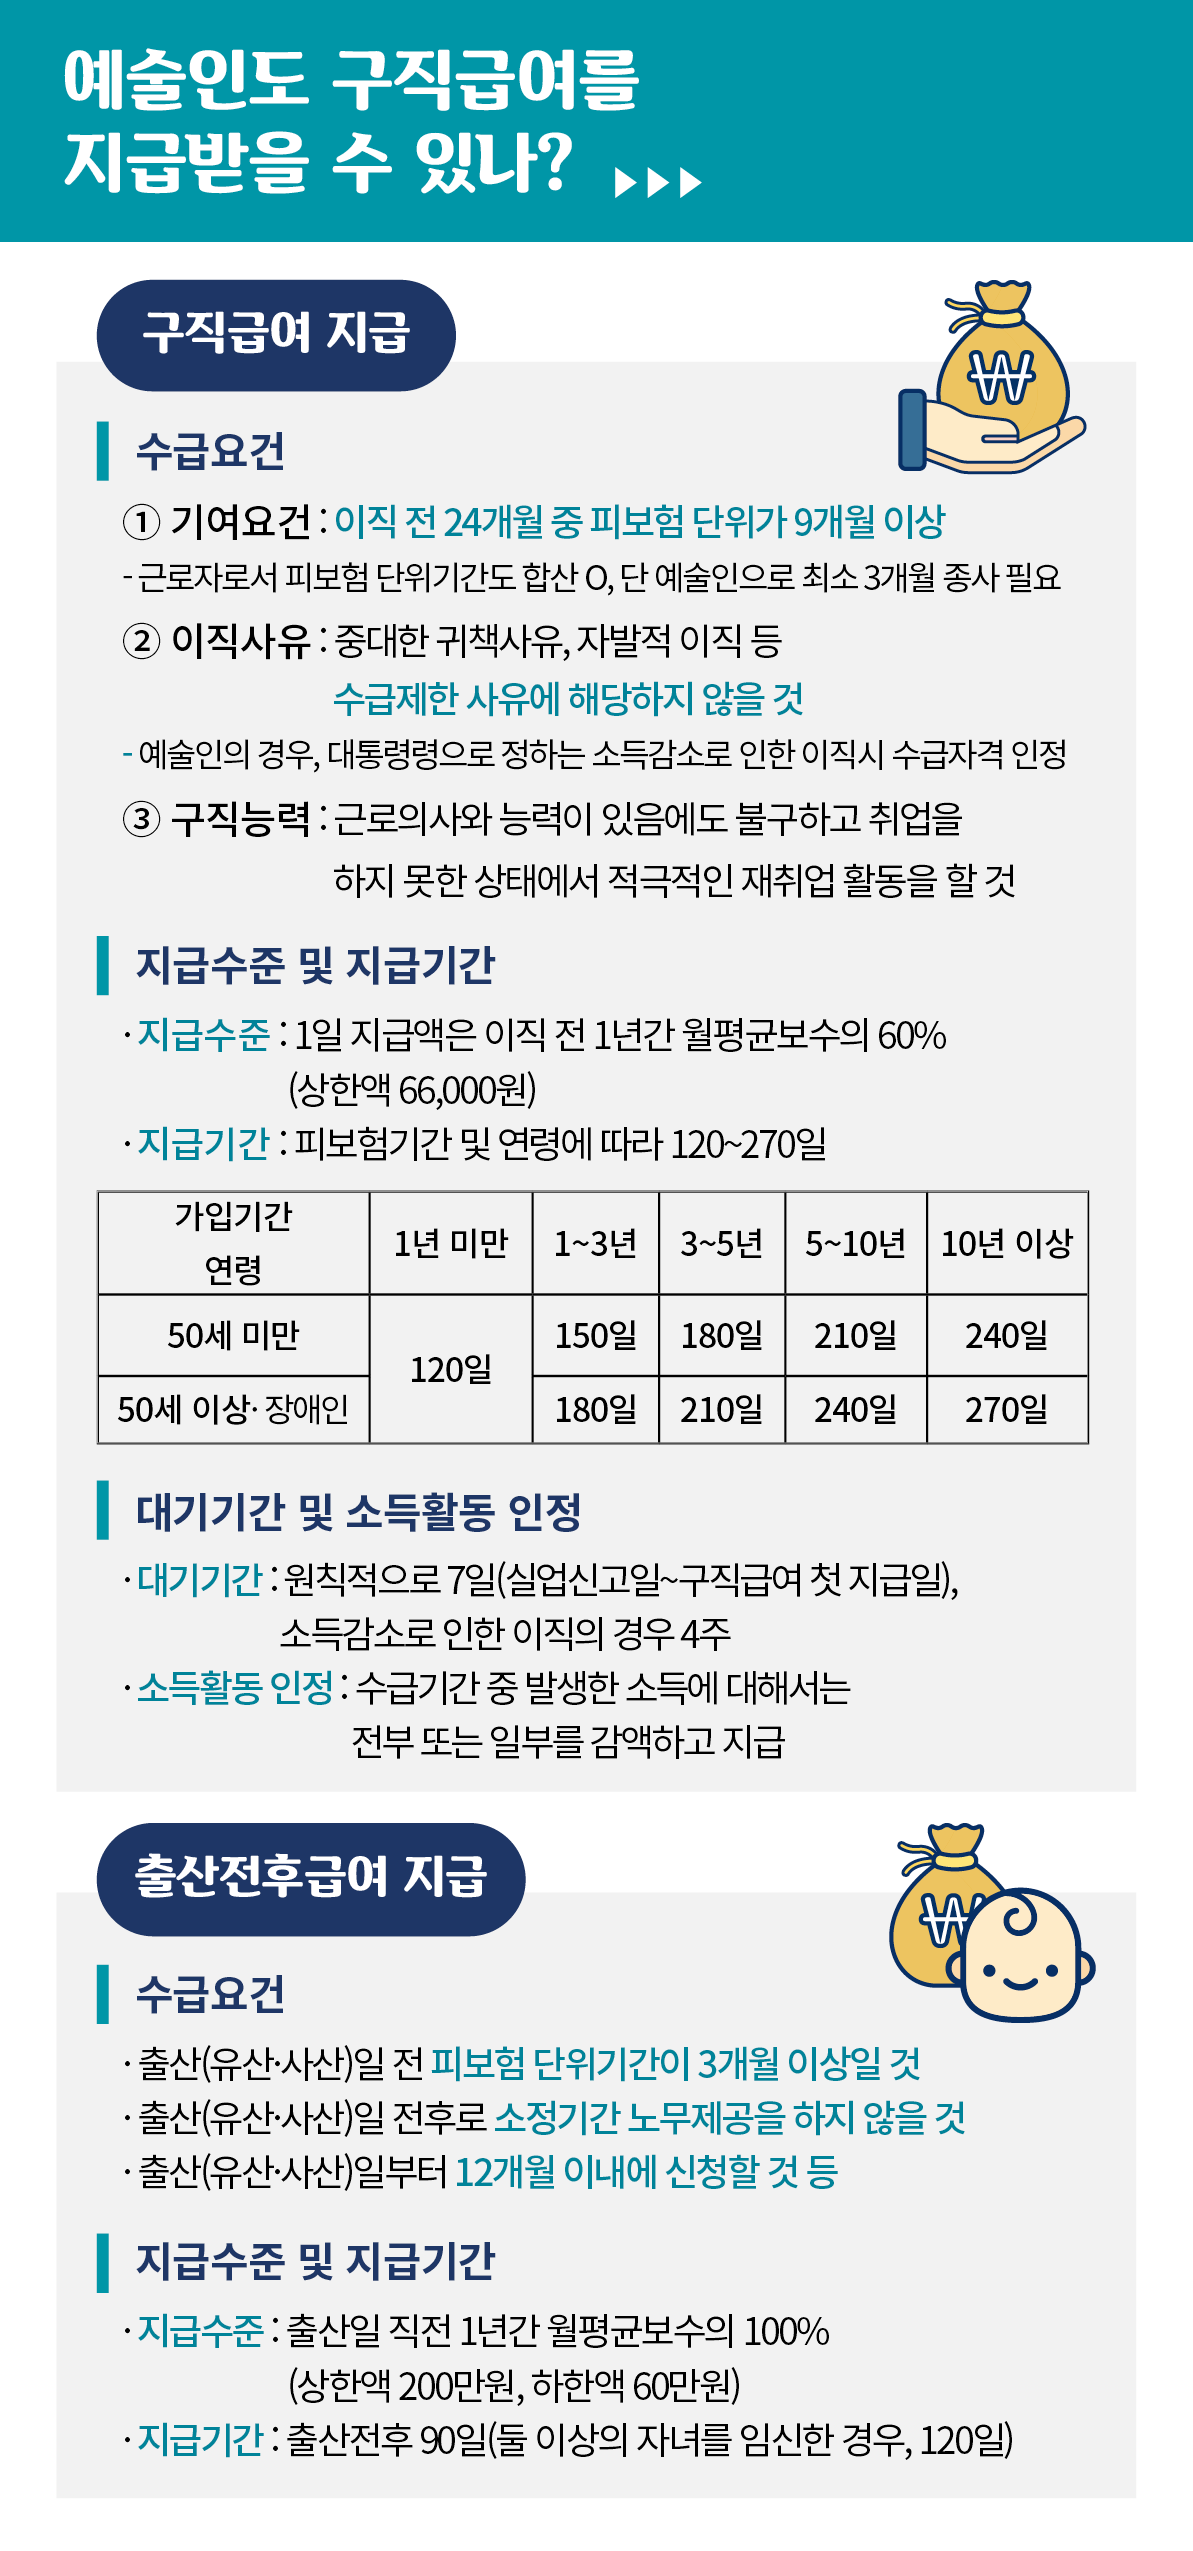 예술인도 구직급여를
지급받을 수 있나?
구직급여 지급
₩
수급요건
① 기여요건 : 이직 전 24개월 중 피보험 단위가 9개월 이상
- 근로자로서 피보험 단위기간도 합산 O, 단 예술인으로 최소 3개월 종사 필요
② 이직사유 : 중대한 귀책사유, 자발적 이직 등
수급제한 사유에 해당하지 않을 것
- 예술인의 경우, 대통령령으로 정하는 소득감소로 인한 이직시 수급자격 인정
③ 구직능력 : 근로의사와 능력이 있음에도 불구하고 취업을
하지 못한 상태에서 적극적인 재취업 활동을 할 것
지급수준 및 지급기간
· 지급수준 : 1일 지급액은 이직 전 1년간 월평균보수의 60%
(상한액 66,000원)
· 지급기간 : 피보험기간 및 연령에 따라 120~270일
가입기간
연령
1년 미만 1~3년 3~5년 5~10년 10년 이상
50세 미만 120일 150일 180일 210일 240일
50세 이상· 장애인 180일 210일 240일 270일
대기기간 및 소득활동 인정
· 대기기간 : 원칙적으로 7일(실업신고일~구직급여 첫 지급일),
소득감소로 인한 이직의 경우 4주
· 소득활동 인정 : 수급기간 중 발생한 소득에 대해서는
전부 또는 일부를 감액하고 지급
출산전후급여 지급
₩
수급요건
· 출산(유산·사산)일 전 피보험 단위기간이 3개월 이상일 것
· 출산(유산·사산)일 전후로 소정기간 노무제공을 하지 않을 것
· 출산(유산·사산)일부터 12개월 이내에 신청할 것 등
지급수준 및 지급기간
· 지급수준 : 출산일 직전 1년간 월평균보수의 100%
(상한액 200만원, 하한액 60만원)
· 지급기간 : 출산전후 90일(둘 이상의 자녀를 임신한 경우, 120일)